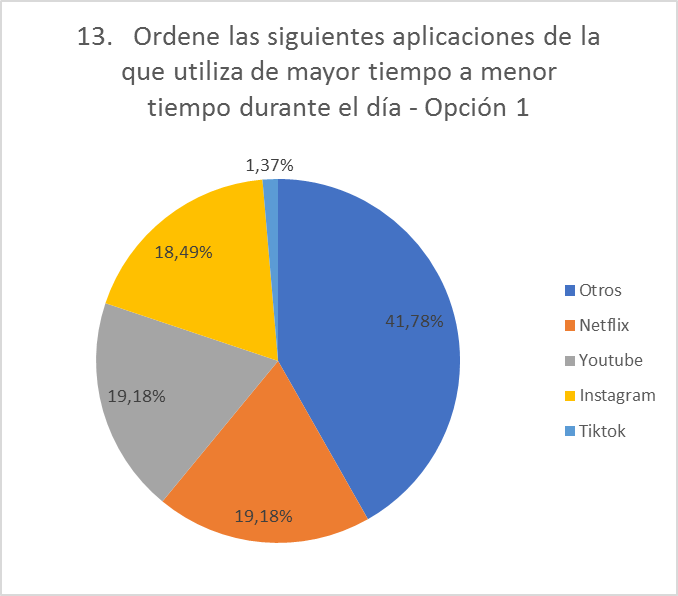 13. Ordene las siguientes aplicaciones de la
que utiliza de mayor tiempo a menor
tiempo durante el día - Opción 1
1,37%
18,49%
41,78%
19,18%
19,18%
Otros
Netflix
Youtube
Instagram
Tiktok